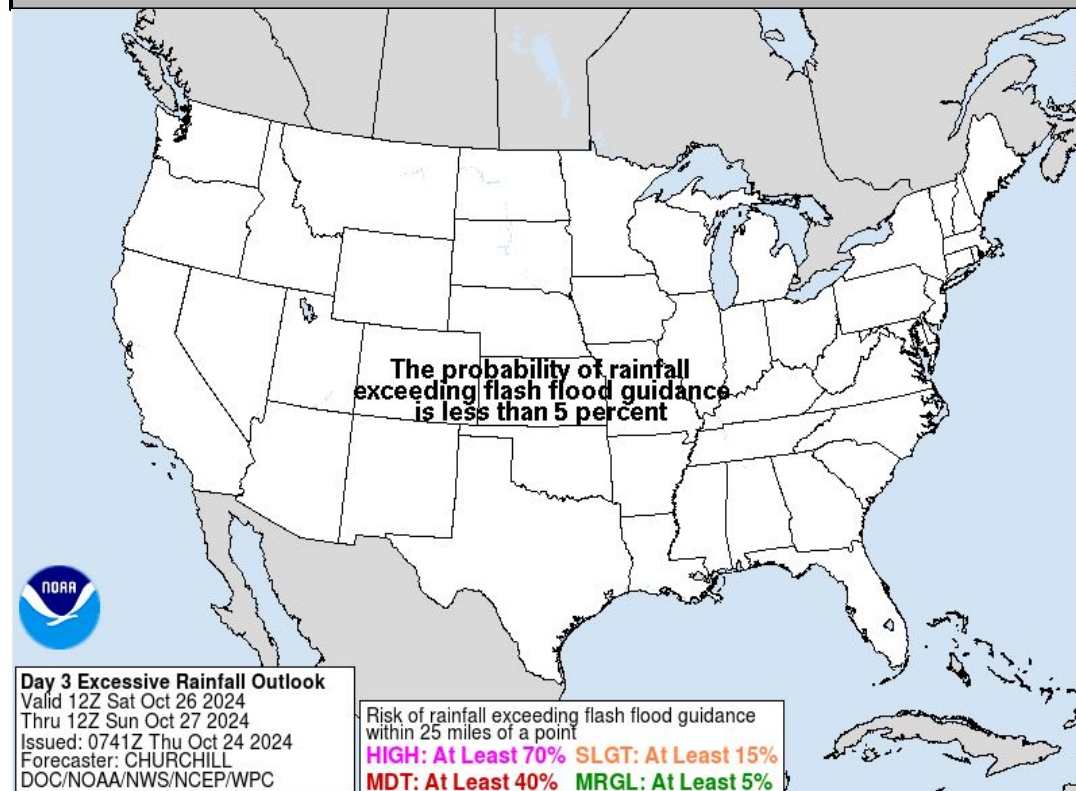 The probability of rainfall
exceeding flash flood guidance
is less than 5 percent
NOAA
Day 3 Excessive Rainfall Outlook
Valid 12Z Sat Oct 26 2024
Thru 12Z Sun Oct 27 2024
Issued: 0741Z Thu Oct 24 2024
Forecaster: CHURCHILL
DOC/NOAA/NWS/NCEP/WPC
Risk of rainfall exceeding flash flood guidance
within 25 miles of a point
HIGH: At Least 70% SLGT: At Least 15%
MDT: At Least 40% MRGL: At Least 5%